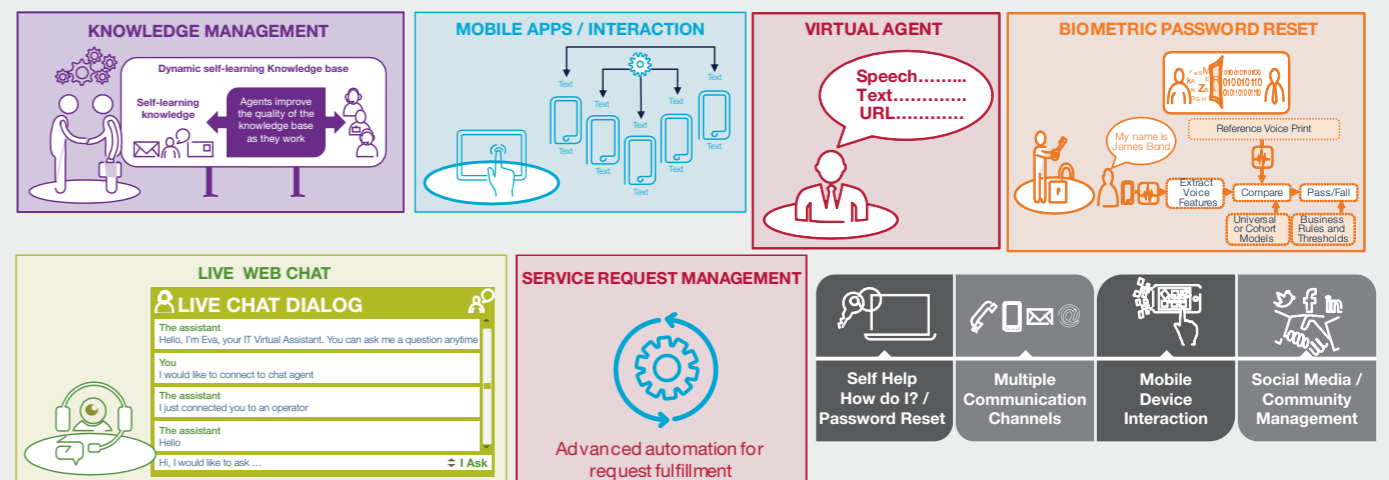 KNOWLEDGE MANAGEMENT
Dynamic self-learning Knowledge base
Self-learning
knowledge
Agents improve
the quality of the
knowledge base
as they work
MOBILE APPS / INTERACTION
Text
Text
Text
Text
Text
Text
Text
Text
Text
Text
VIRTUAL AGENT
Speech.........
Text.............
URL............
BIOMETRIC PASSWORD RESET
01001010100
010010110
01010100110
Reference Voice Print
My name is
James Bond
Extract
Voice
Features
Compare
Pass/Fall
Universal
or Cohort
Models
Business
Rules and
Thresholds
LIVE WEB CHAT
LIVE CHAT DIALOG
The assistant
Hello, I'm Eva, your IT Virtual Assistant. You can ask me a question anytime
You
I would like to connect to chat agent
The assistant
I just connected you to an operator
The assistant
Hello
Hi, I would like to ask ...
I Ask
SERVICE REQUEST MANAGEMENT
Advanced automation for
request fulfillment
@
f
in
Self Help
How do I? /
Password Reset
Multiple
Communication
Channels
Mobile
Device
Interaction
Social Media /
Community
Management